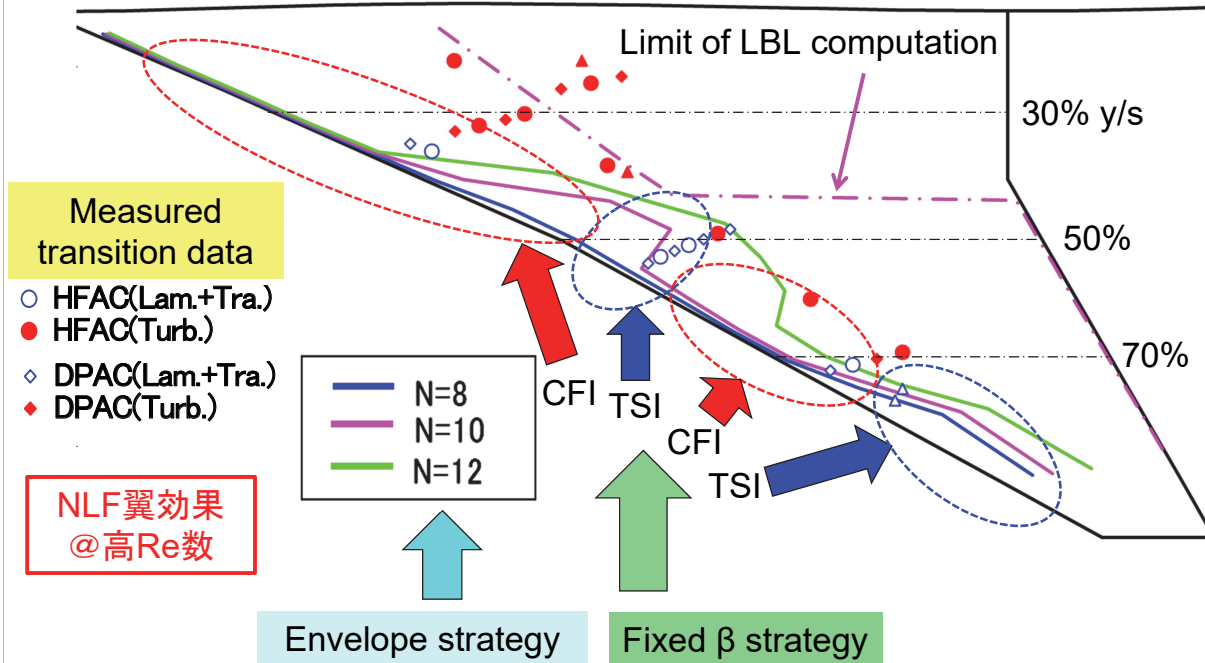 Limit of LBL computation
30% y/s
Measured
transition data
50%
HFAC(Lam.+Tra.)
HFAC(Turb.)
70%
DPAC(Lam.+Tra.)
DPAC(Turb.)
CFI
TSI
N=8
N=10
N=12
CFI
TSI
NLF翼効果
@高Re数
Envelope strategy
Fixed β strategy